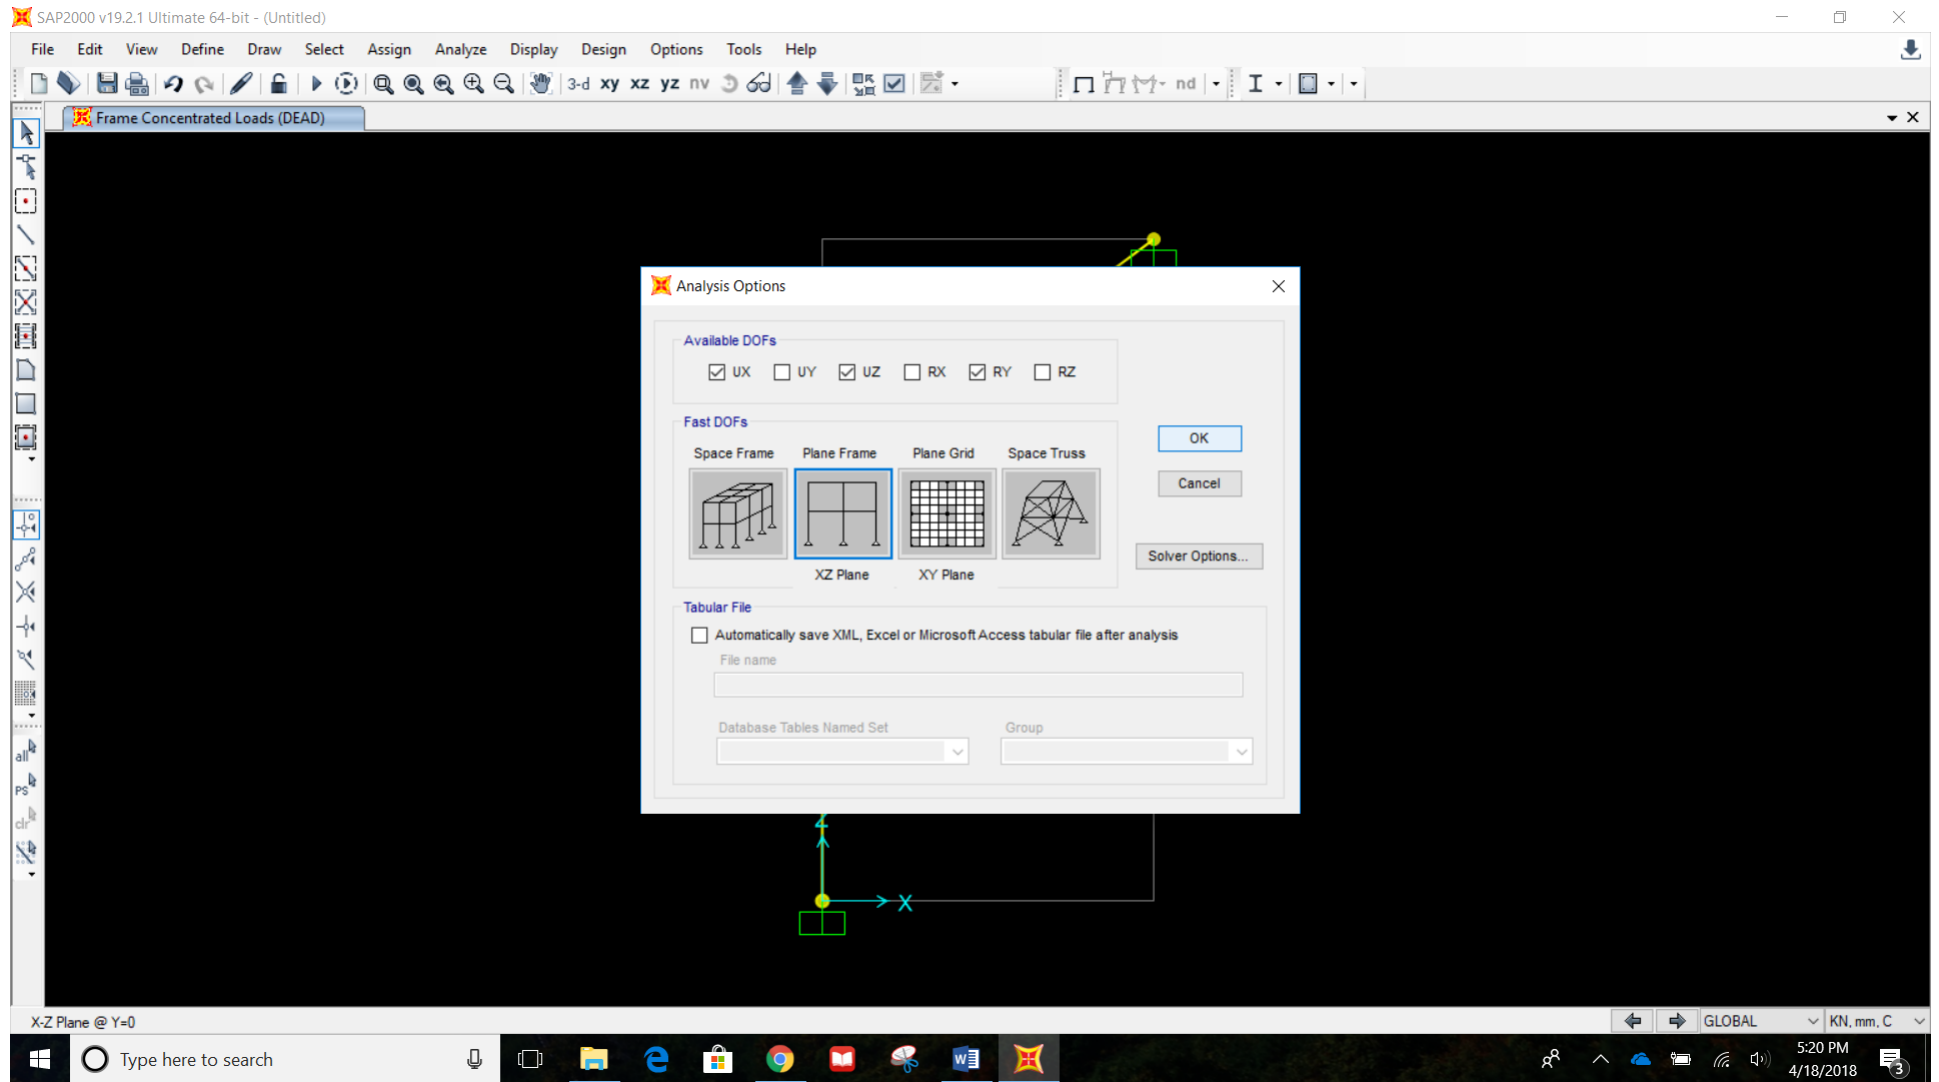 SAP2000 v19.2.1 Ultimate 64-bit - (Untitled)
File Edit View Define Draw Select Assign Analyze Display Design Options Tools Help
3-d xy xz yz nv nd
Frame Concentrated Loads (DEAD)
Analysis Options
Available DOFs
UX UY UZ RX RY RZ
Fast DOFs
Space Frame Plane Frame Plane Grid Space Truss
XZ Plane XY Plane
OK
Cancel
Solver Options...
Tabular File
Automatically save XML, Excel or Microsoft Access tabular file after analysis
File name
Database Tables Named Set Group
all
PS
clr
Z
X
X-Z Plane @ Y=0
GLOBAL
KN, mm, C
Type here to search
5:20 PM
4/18/2018
3